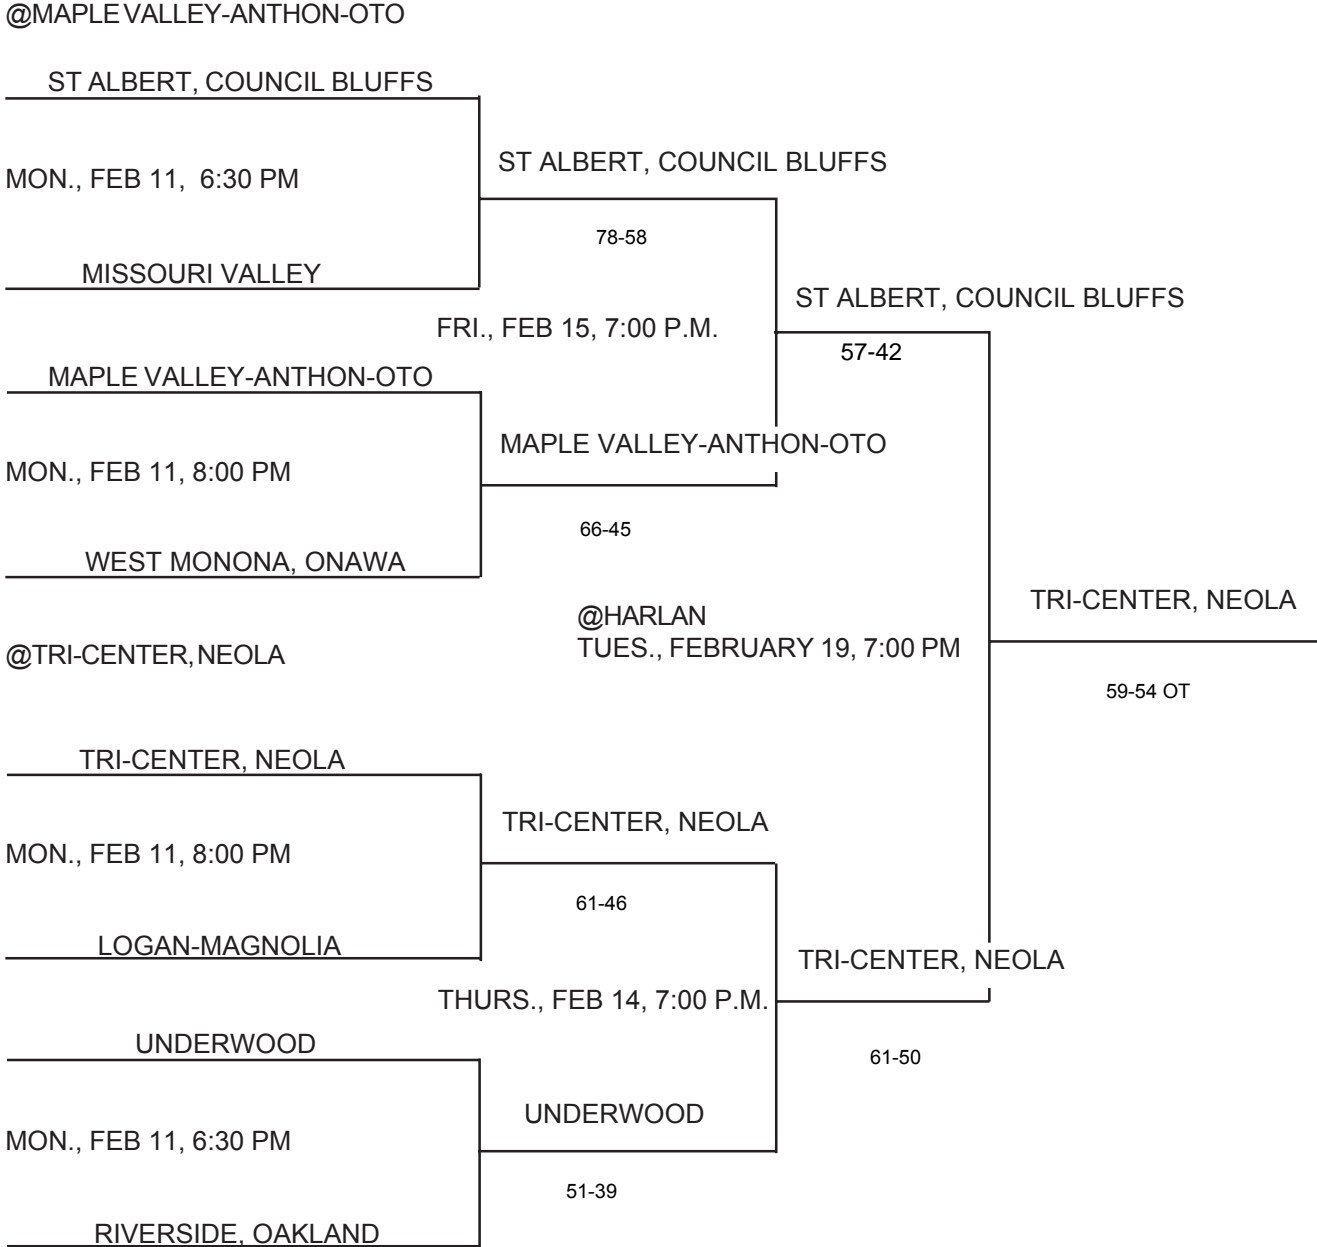 @MAPLE VALLEY-ANTHON-OTO
ST ALBERT, COUNCIL BLUFFS
MON., FEB 11, 6:30 PM
ST ALBERT, COUNCIL BLUFFS
78-58
MISSOURI VALLEY
ST ALBERT, COUNCIL BLUFFS
FRI., FEB 15, 7:00 P.M.
57-42
MAPLE VALLEY-ANTHON-OTO
MAPLE VALLEY-ANTHON-OTO
MON., FEB 11, 8:00 PM
66-45
WEST MONONA, ONAWA
@HARLAN
TUES., FEBRUARY 19, 7:00 PM
TRI-CENTER, NEOLA
59-54 OT
@TRI-CENTER, NEOLA
TRI-CENTER, NEOLA
TRI-CENTER, NEOLA
MON., FEB 11, 8:00 PM
61-46
LOGAN-MAGNOLIA
TRI-CENTER, NEOLA
THURS., FEB 14, 7:00 P.M.
61-50
UNDERWOOD
UNDERWOOD
MON., FEB 11, 6:30 PM
51-39
RIVERSIDE, OAKLAND